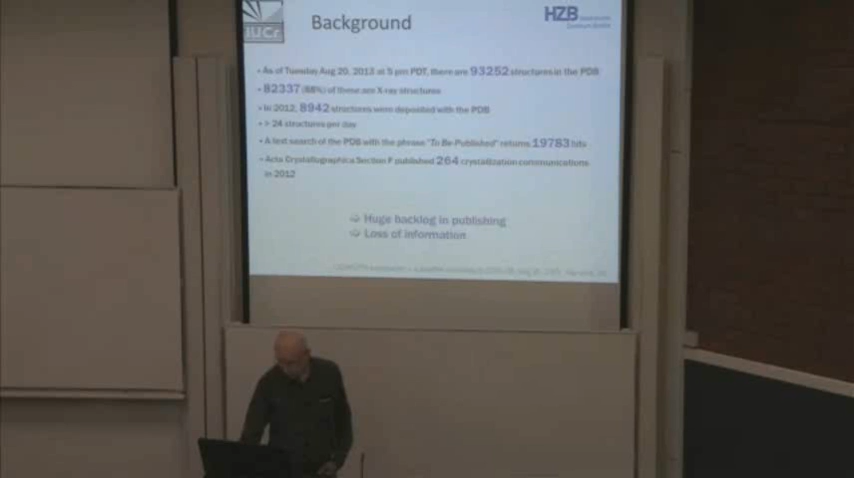 IUCr
Background
HZB
• As of Tuesday Aug 20, 2013 at 5 pm PDT, there are 93252 structures in the PDB
• 82337 (88%) of these are X-ray structures
• In 2012, 8942 structures were deposited with the PDB
• > 24 structures per day
• A text search of the PDB with the phrase "To Be Published" returns 19783 hits
• Acta Crystallographica Section F published 264 crystallization communications
in 2012
⇨ Huge backlog in publishing
⇨ Loss of information